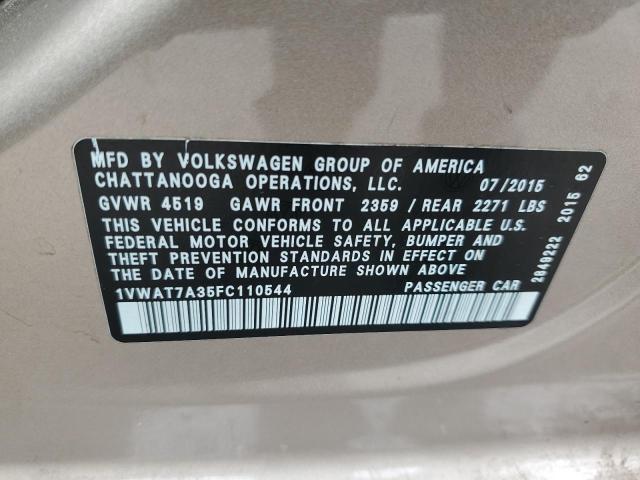 MFD BY VOLKSWAGEN GROUP OF AMERICA
CHATTANOOGA OPERATIONS, LLC. 07/2015
GVWR 4519 GAWR FRONT 2359 / REAR 2271 LBS
THIS VEHICLE CONFORMS TO ALL APPLICABLE U.S.
FEDERAL MOTOR VEHICLE SAFETY, BUMPER AND
THEFT PREVENTION STANDARDS IN EFFECT ON
THE DATE OF MANUFACTURE SHOWN ABOVE.
1VWAT7A35FC110544 PASSENGER CAR
2849222 2015 62